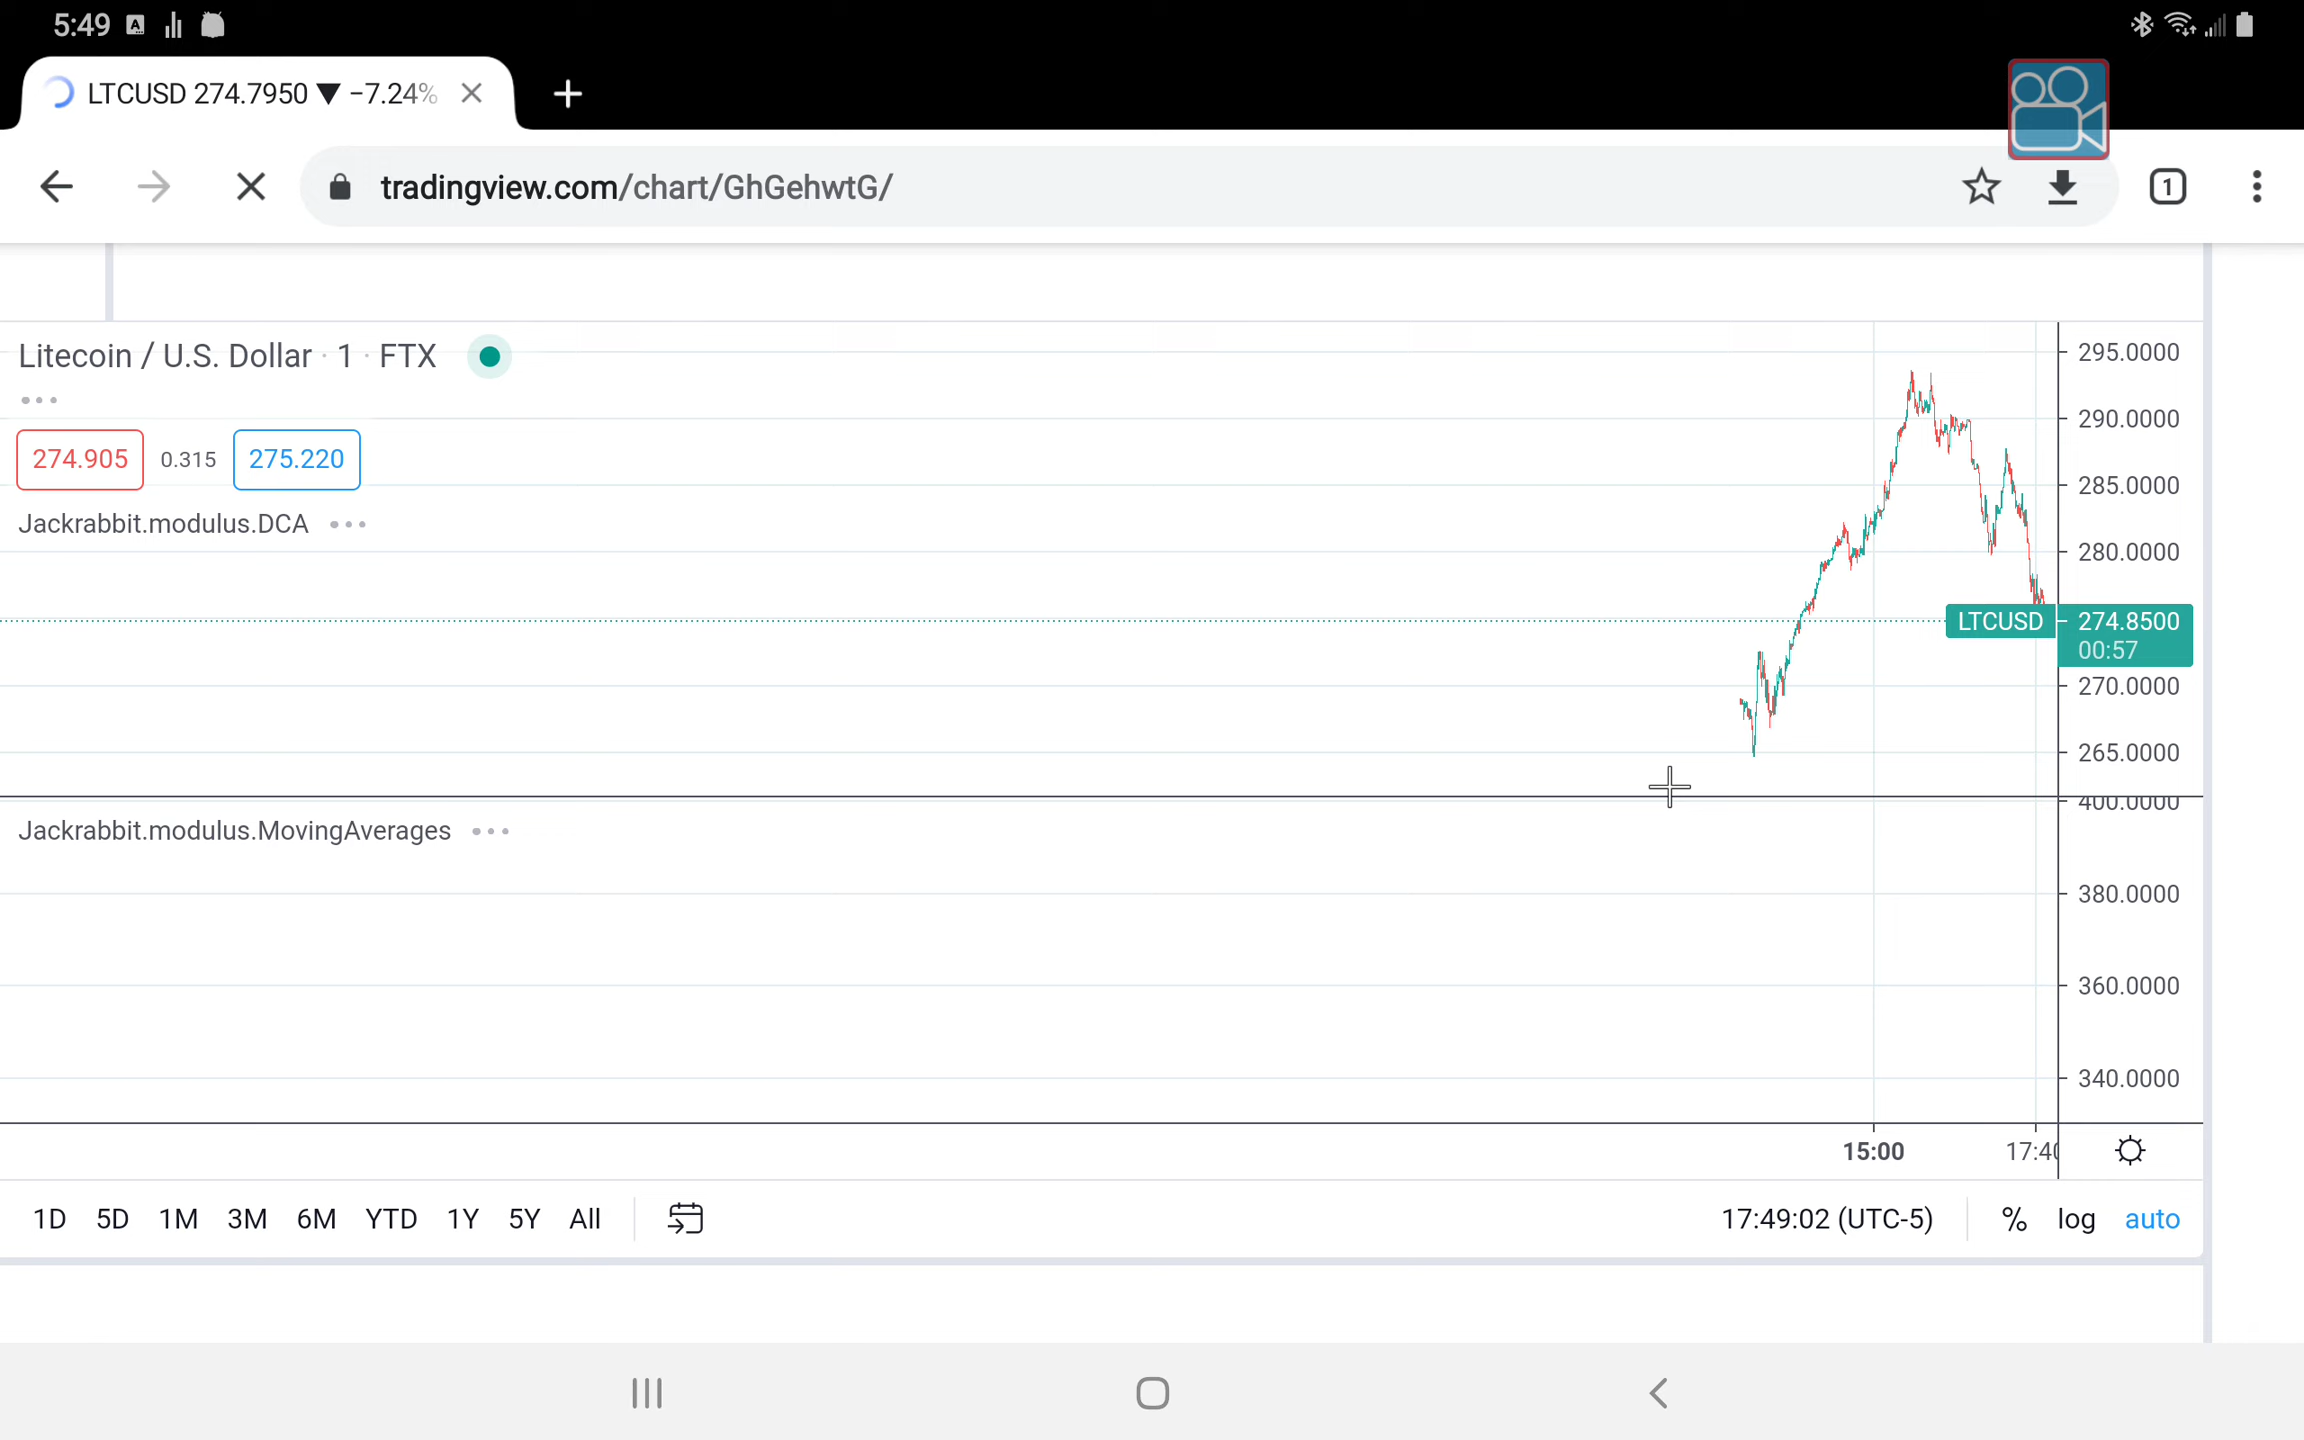 5:49
LTCUSD 274.7950 ▼ −7.24%
tradingview.com/chart/GhGehwtG/
1
Litecoin / U.S. Dollar · 1 · FTX
274.905 0.315 275.220
Jackrabbit.modulus.DCA
295.0000
290.0000
285.0000
280.0000
LTCUSD 274.8500
00:57
270.0000
265.0000
400.0000
Jackrabbit.modulus.MovingAverages
380.0000
360.0000
340.0000
15:00 17:40
1D 5D 1M 3M 6M YTD 1Y 5Y All 17:49:02 (UTC-5) % log auto